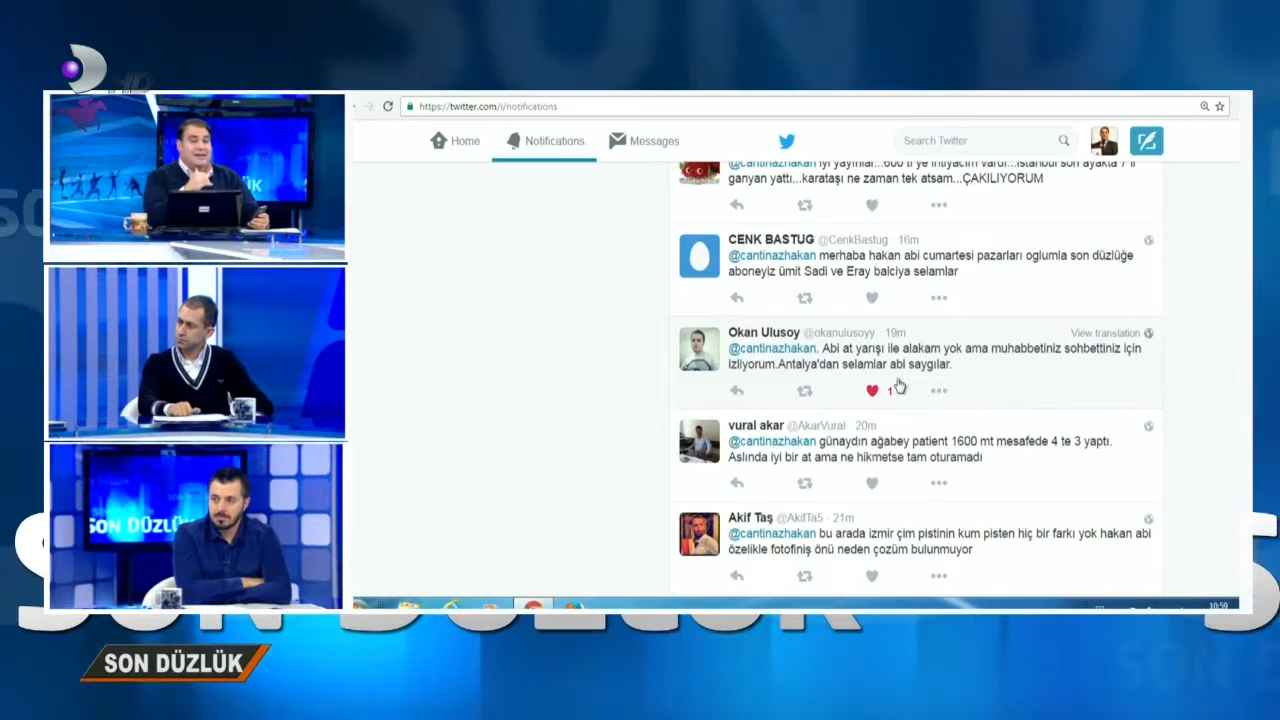 HD
https://twitter.com/i/notifications
Home
Notifications
Messages
Search Twitter
@cantinazhakan iyi yayınlar...600 tl ye ihtiyacım vardı...istanbul son ayakta 7 li
ganyan yattı...karataşı ne zaman tek atsam...ÇAKILIYORUM
CENK BASTUG @CenkBastug · 16m
@cantinazhakan merhaba hakan abi cumartesi pazarları oglumla son düzlüğe
aboneyiz ümit Sadi ve Eray balciya selamlar
Okan Ulusoy @okanulusoyy · 19m
View translation
@cantinazhakan. Abi at yarışı ile alakam yok ama muhabbetiniz sohbettiniz için
izliyorum.Antalya'dan selamlar abi saygılar.
1
vural akar @AkarVural · 20m
@cantinazhakan günaydın ağabey patient 1600 mt mesafede 4 te 3 yaptı.
Aslında iyi bir at ama ne hikmetse tam oturamadı
Akif Taş @AkifTa5 · 21m
@cantinazhakan bu arada izmir çim pistinin kum pisten hiç bir farkı yok hakan abi
özelikle fotofiniş önü neden çozüm bulunmuyor
10:59
SON DÜZLÜK
SON DÜZLÜK